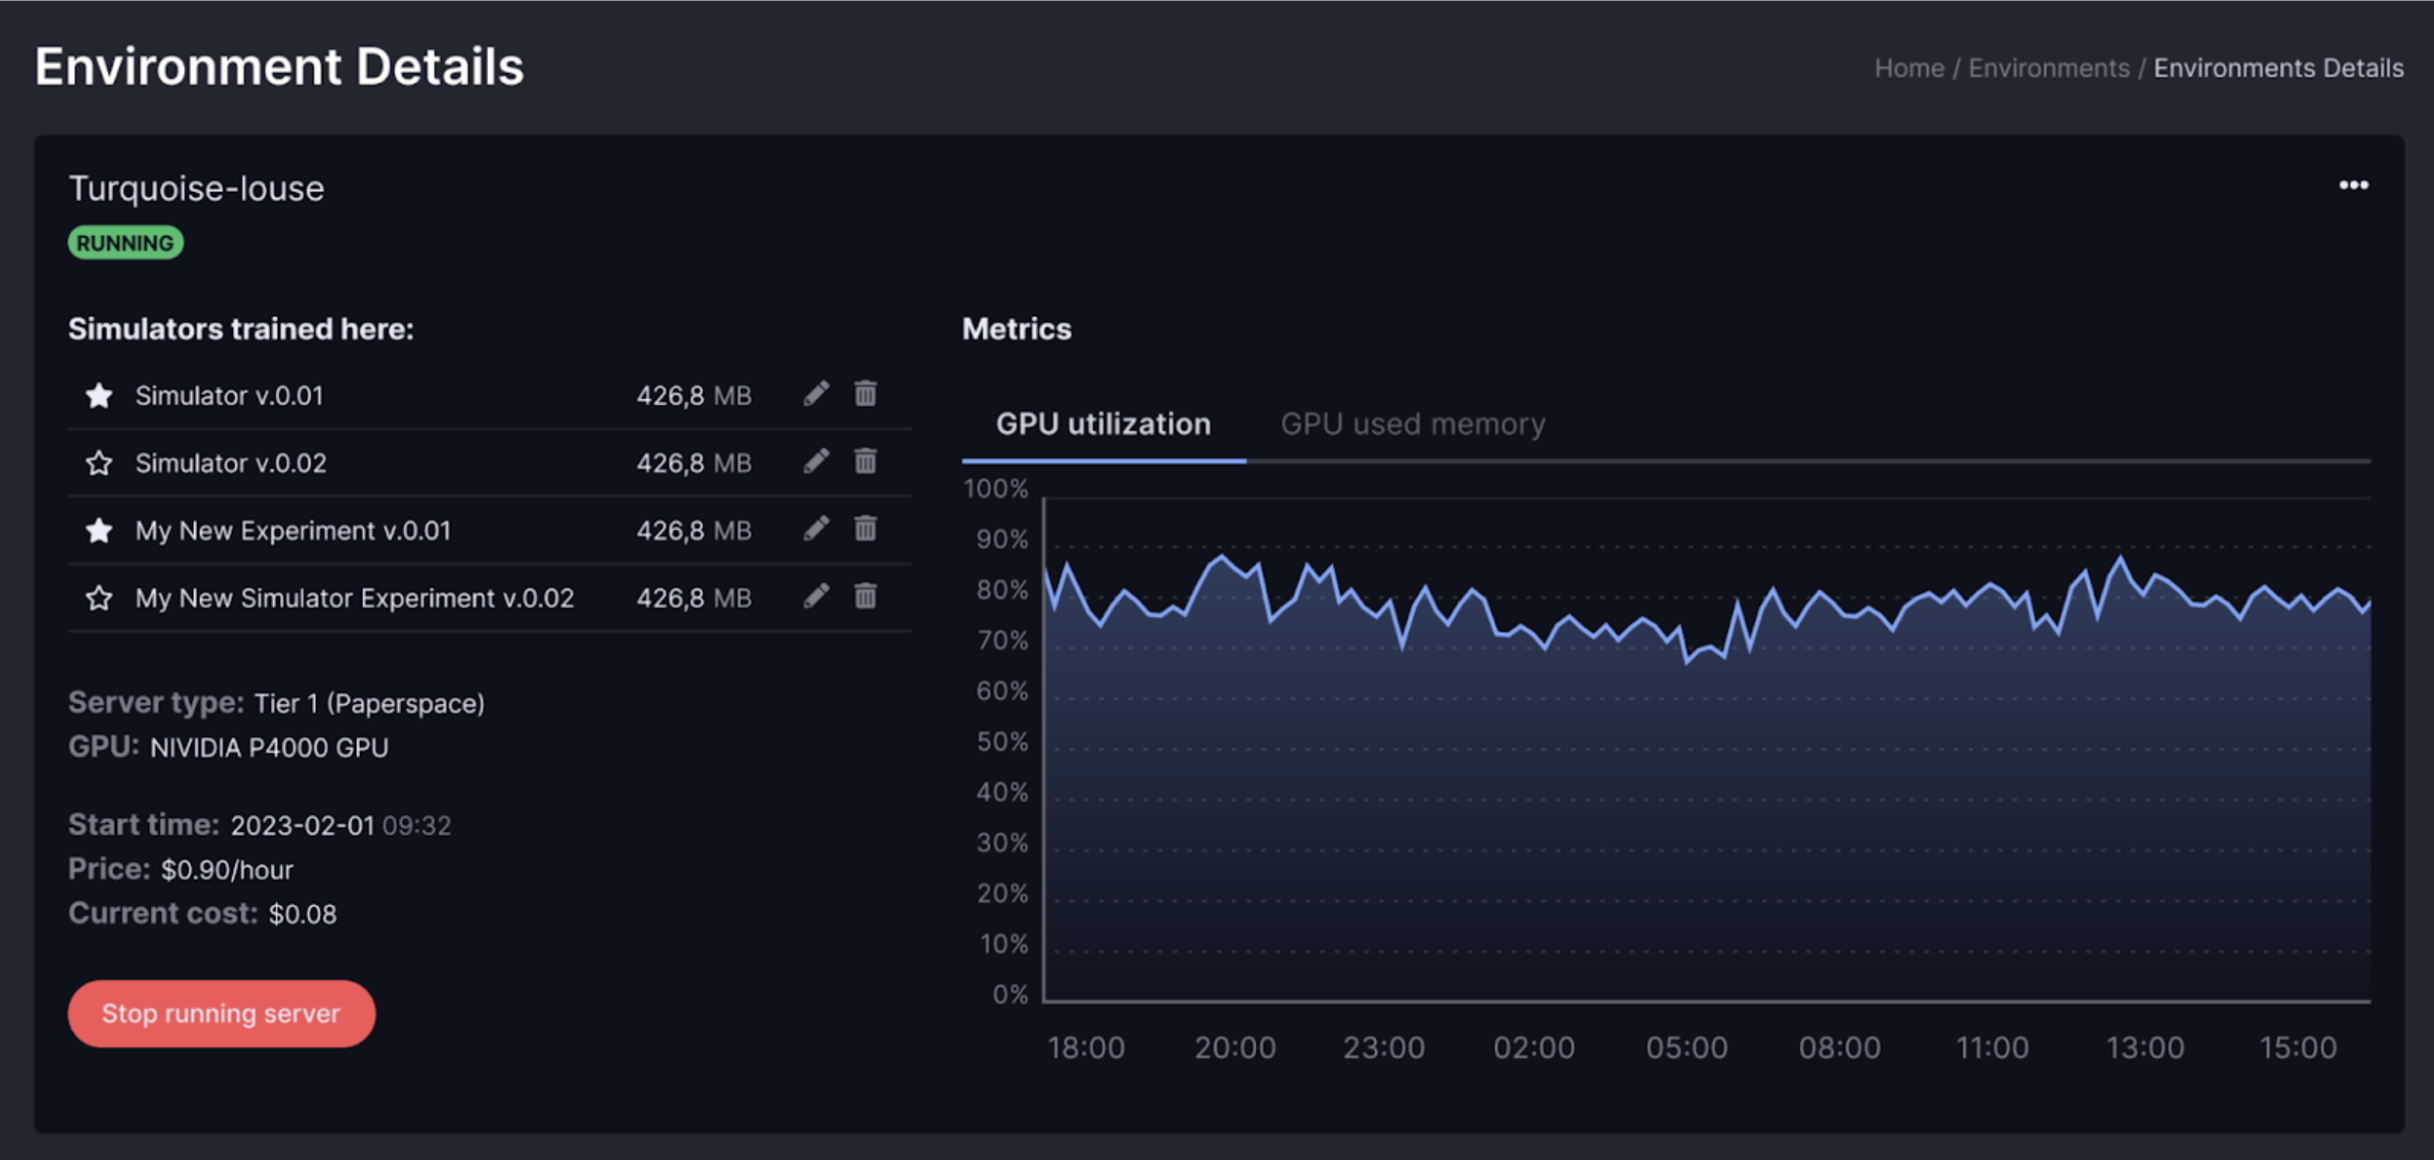 Environment Details
Home / Environments / Environments Details
Turquoise-louse
RUNNING
Simulators trained here:
Simulator v.0.01 426,8 MB
Simulator v.0.02 426,8 MB
My New Experiment v.0.01 426,8 MB
My New Simulator Experiment v.0.02 426,8 MB
Server type: Tier 1 (Paperspace)
GPU: NIVIDIA P4000 GPU
Start time: 2023-02-01 09:32
Price: $0.90/hour
Current cost: $0.08
Stop running server
Metrics
GPU utilization GPU used memory
100%
90%
80%
70%
60%
50%
40%
30%
20%
10%
0%
18:00 20:00 23:00 02:00 05:00 08:00 11:00 13:00 15:00